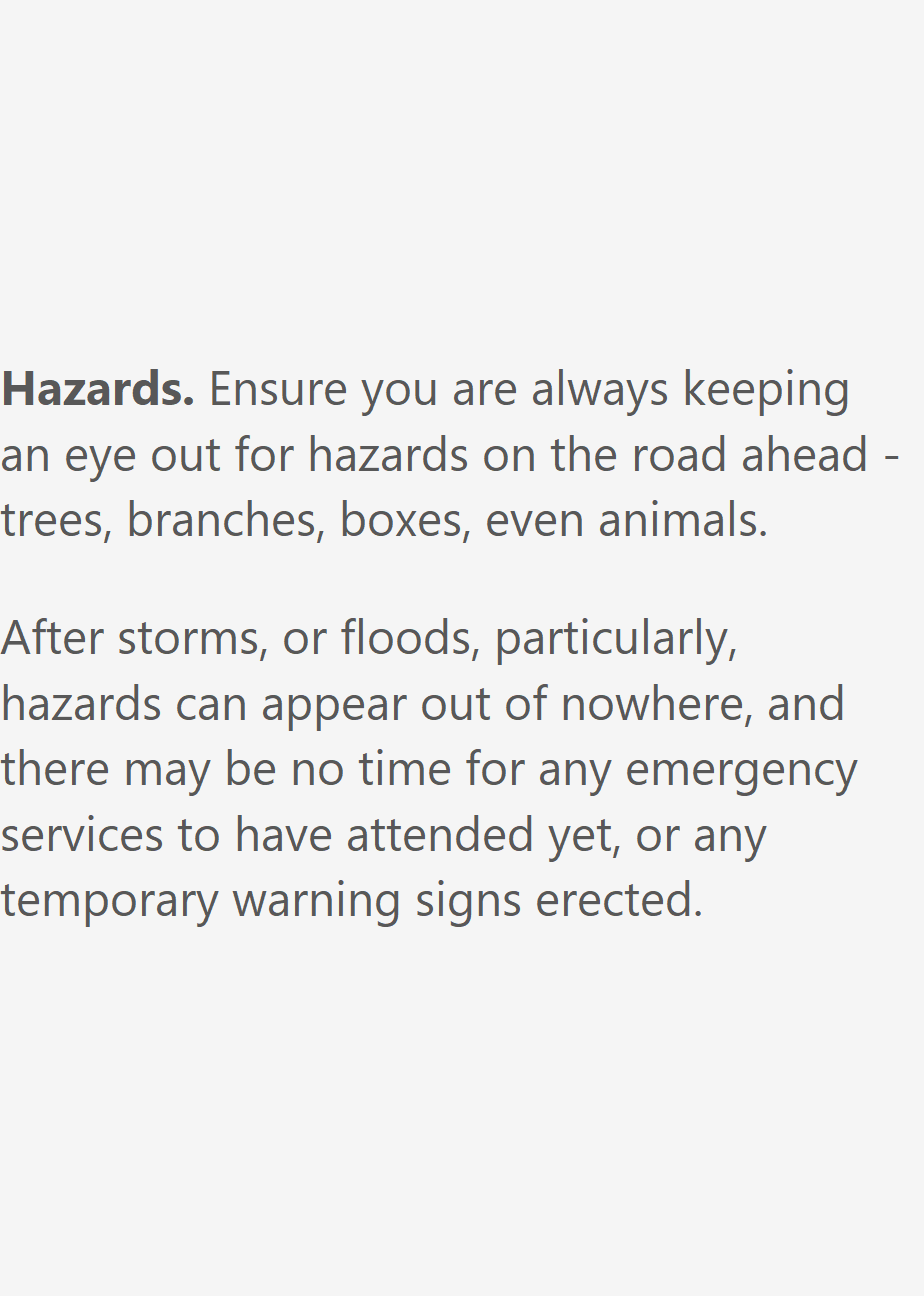 Hazards. Ensure you are always keeping
an eye out for hazards on the road ahead -
trees, branches, boxes, even animals.
After storms, or floods, particularly,
hazards can appear out of nowhere, and
there may be no time for any emergency
services to have attended yet, or any
temporary warning signs erected.